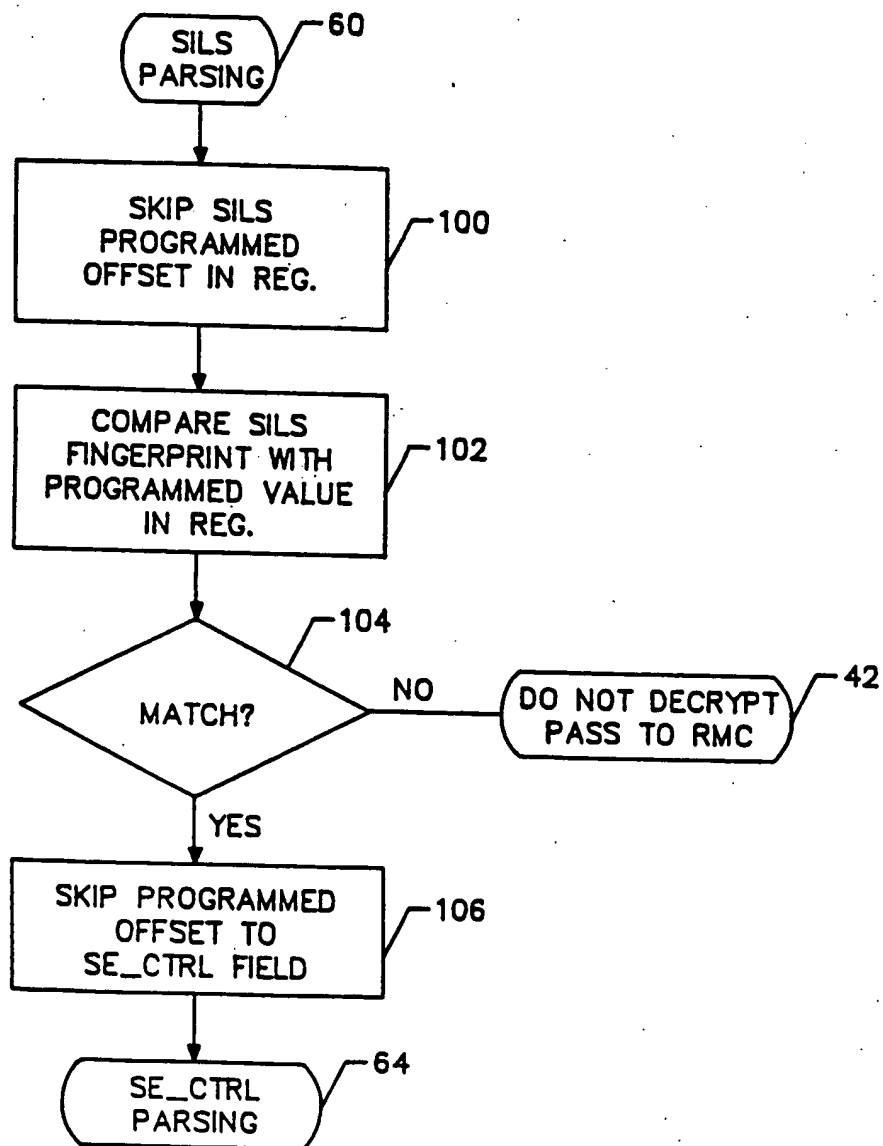 SILS
PARSING
60
SKIP SILS
PROGRAMMED
OFFSET IN REG.
100
COMPARE SILS
FINGERPRINT WITH
PROGRAMMED VALUE
IN REG.
102
MATCH?
104
NO
DO NOT DECRYPT
PASS TO RMC
42
YES
SKIP PROGRAMMED
OFFSET TO
SE_CTRL FIELD
106
SE_CTRL
PARSING
64